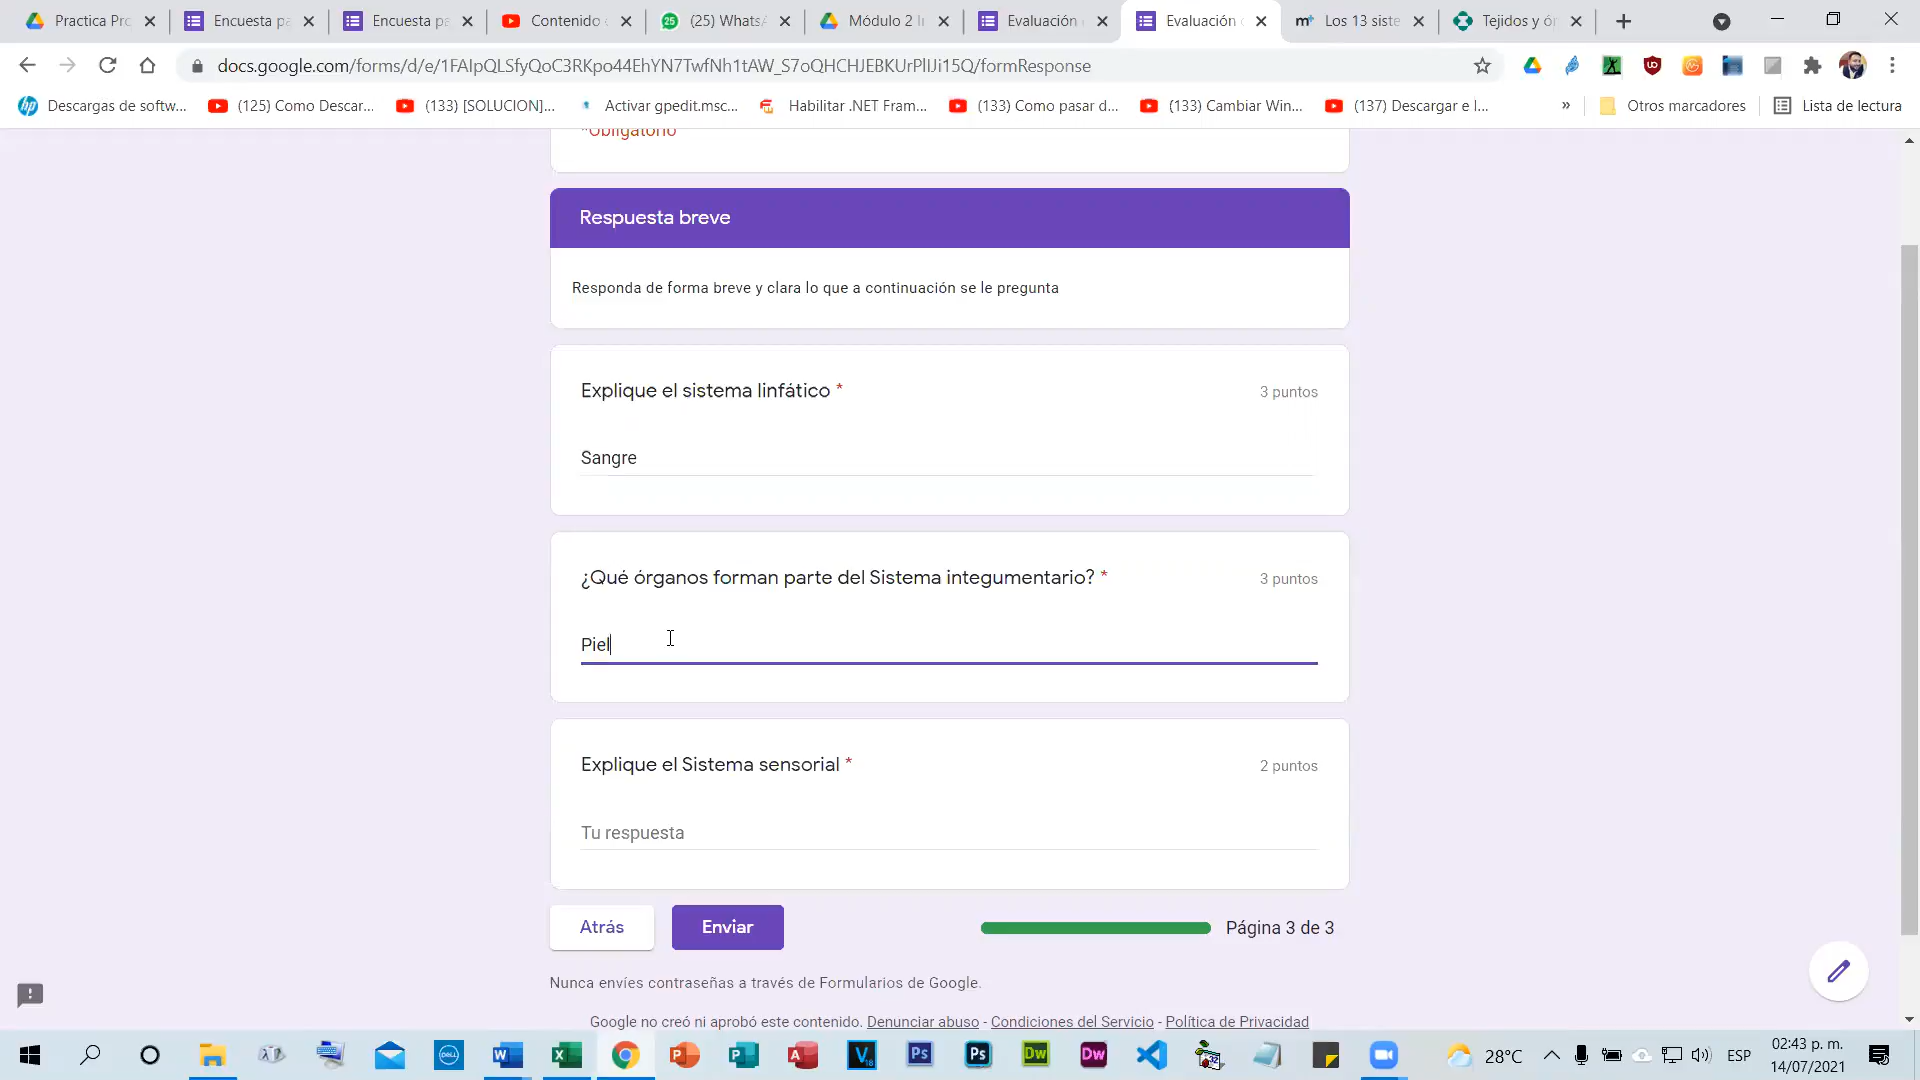 Practica Pr
Encuesta pa
Encuesta pa
Contenido
(25) WhatsA
Módulo 2 I
Evaluación
Evaluación
Los 13 siste
Tejidos y ór
docs.google.com/forms/d/e/1FAIpQLSfyQoC3RKpo44EhYN7TwfNh1tAW_S7oQHCHJEBKUrPlIJi15Q/formResponse
Descargas de softw...
(125) Como Descar...
(133) [SOLUCION]...
Activar gpedit.msc...
Habilitar .NET Fram...
(133) Como pasar d...
(133) Cambiar Win...
(137) Descargar e I...
»
Otros marcadores
Lista de lectura
*Obligatorio
Respuesta breve
Responda de forma breve y clara lo que a continuación se le pregunta
Explique el sistema linfático *
3 puntos
Sangre
¿Qué órganos forman parte del Sistema integumentario? *
3 puntos
Piel
Explique el Sistema sensorial *
2 puntos
Tu respuesta
Atrás
Enviar
Página 3 de 3
Nunca envíes contraseñas a través de Formularios de Google.
Google no creó ni aprobó este contenido. Denunciar abuso - Condiciones del Servicio - Política de Privacidad
28°C
ESP
02:43 p. m.
14/07/2021